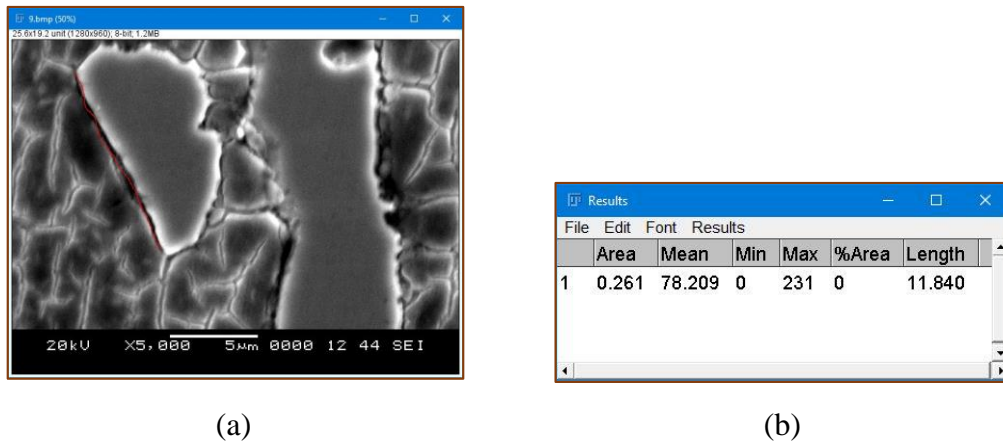 9.bmp (50%)
25.6x19.2 unit (1280x960); 8-bit; 1.2MB
20kU X5,000 5μm 0000 12 44 SEI
Results
File Edit Font Results
Area Mean Min Max %Area Length
1 0.261 78.209 0 231 0 11.840
(a) (b)